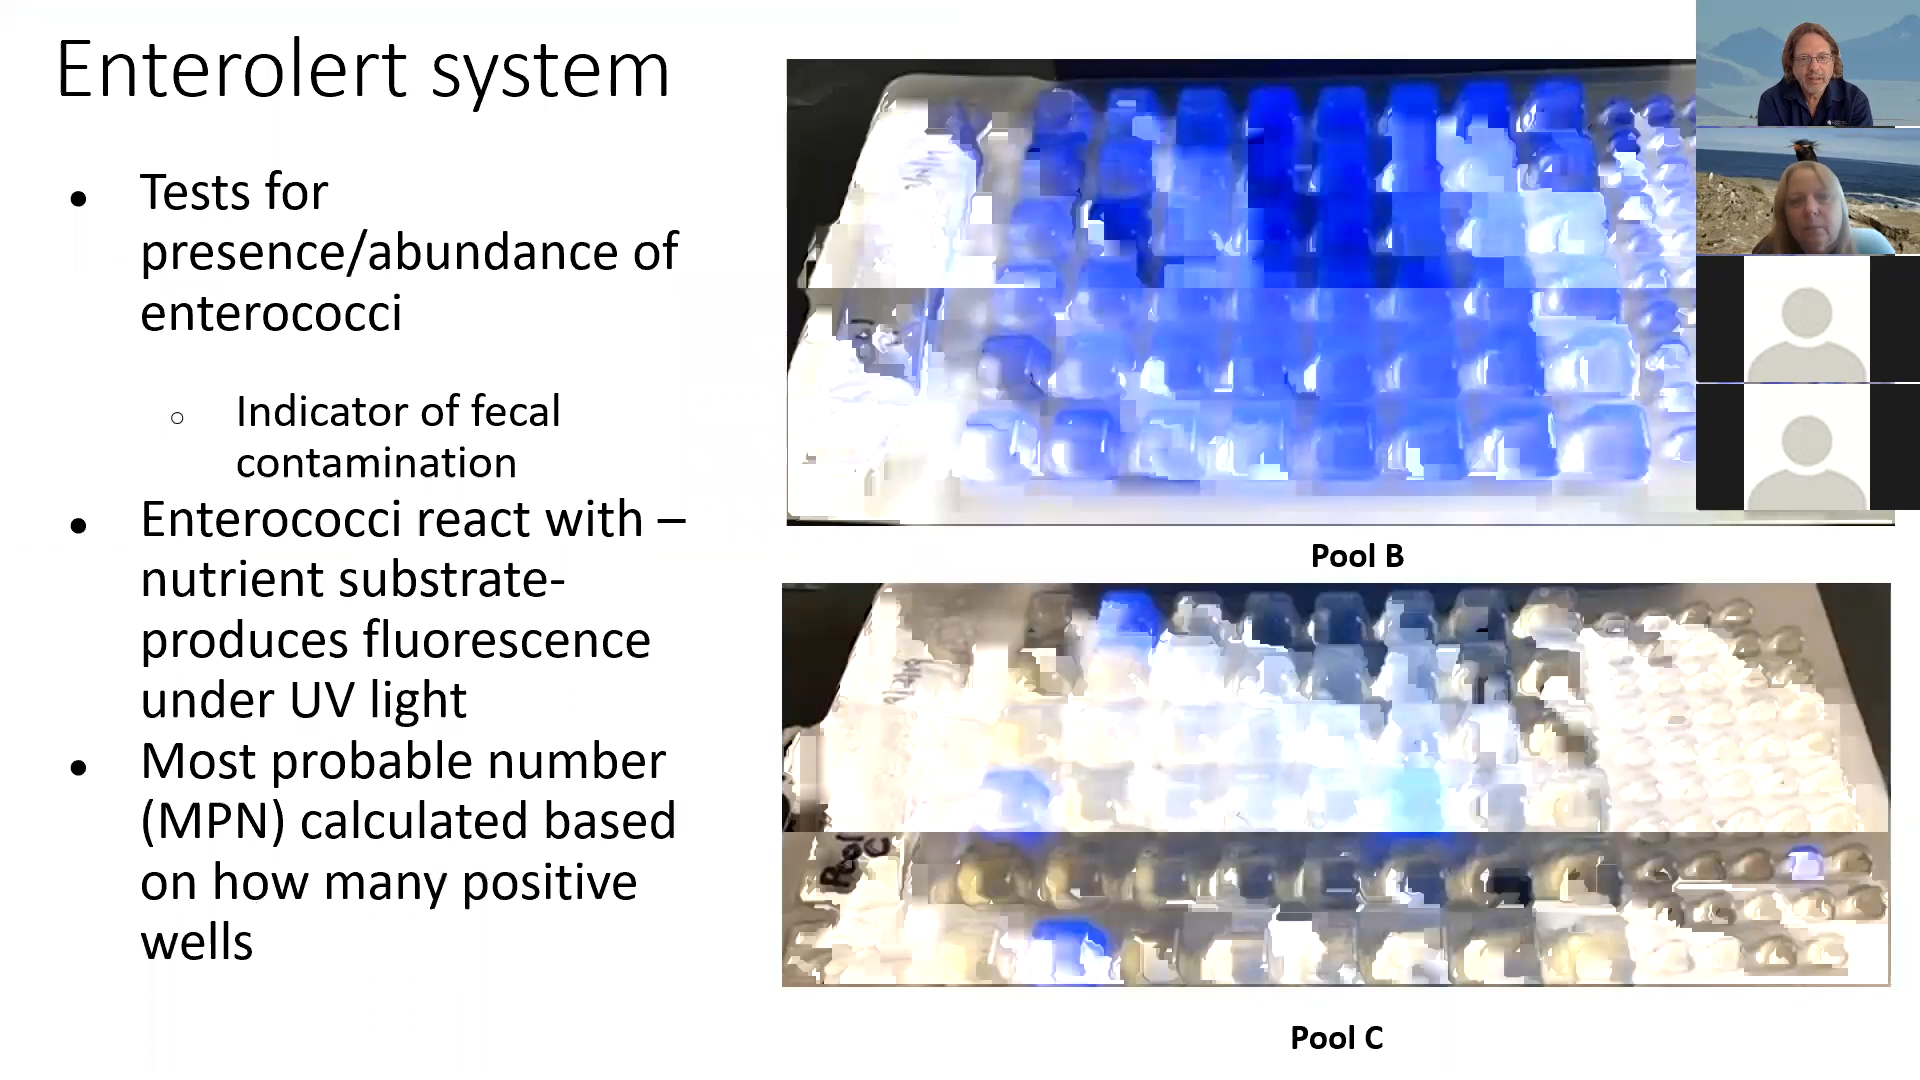 Enterolert system
Tests for
presence/abundance of
enterococci
Indicator of fecal
contamination
Enterococci react with –
nutrient substrate-
produces fluorescence
under UV light
Most probable number
(MPN) calculated based
on how many positive
wells
Pool B
Pool C